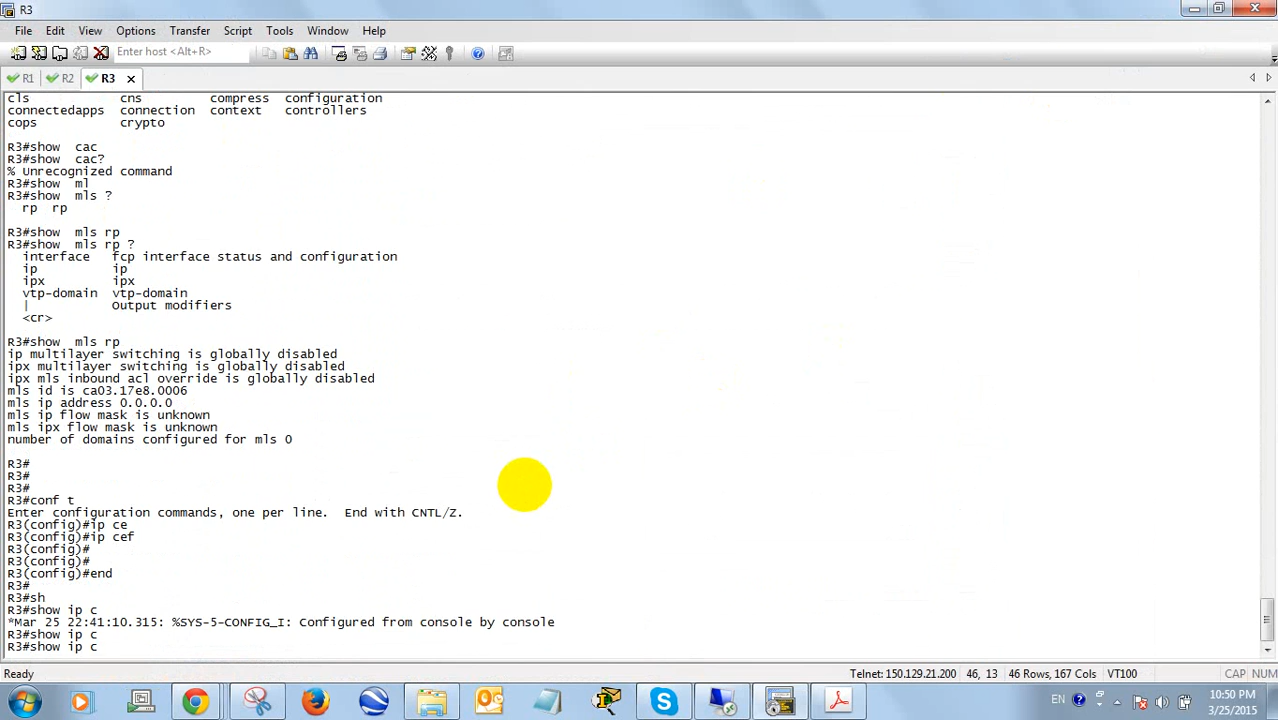 R3
File Edit View Options Transfer Script Tools Window Help
Enter host <Alt+R>
R1 R2 R3
cls cns compress configuration
connectedapps connection context controllers
cops crypto
R3#show cac
R3#show cac?
% Unrecognized command
R3#show ml
R3#show mls ?
rp rp
R3#show mls rp
R3#show mls rp ?
interface fcp interface status and configuration
ip ip
ipx ipx
vtp-domain vtp-domain
| Output modifiers
<cr>
R3#show mls rp
ip multilayer switching is globally disabled
ipx multilayer switching is globally disabled
ipx mls inbound acl override is globally disabled
mls id is ca03.17e8.0006
mls ip address 0.0.0.0
mls ip flow mask is unknown
mls ipx flow mask is unknown
number of domains configured for mls 0
R3#
R3#
R3#
R3#conf t
Enter configuration commands, one per line. End with CNTL/Z.
R3(config)#ip ce
R3(config)#ip cef
R3(config)#
R3(config)#
R3(config)#end
R3#
R3#sh
R3#show ip c
*Mar 25 22:41:10.315: %SYS-5-CONFIG_I: Configured from console by console
R3#show ip c
R3#show ip c
Ready Telnet: 150.129.21.200 46, 13 46 Rows, 167 Cols VT100 CAP NUM
EN 10:50 PM
3/25/2015